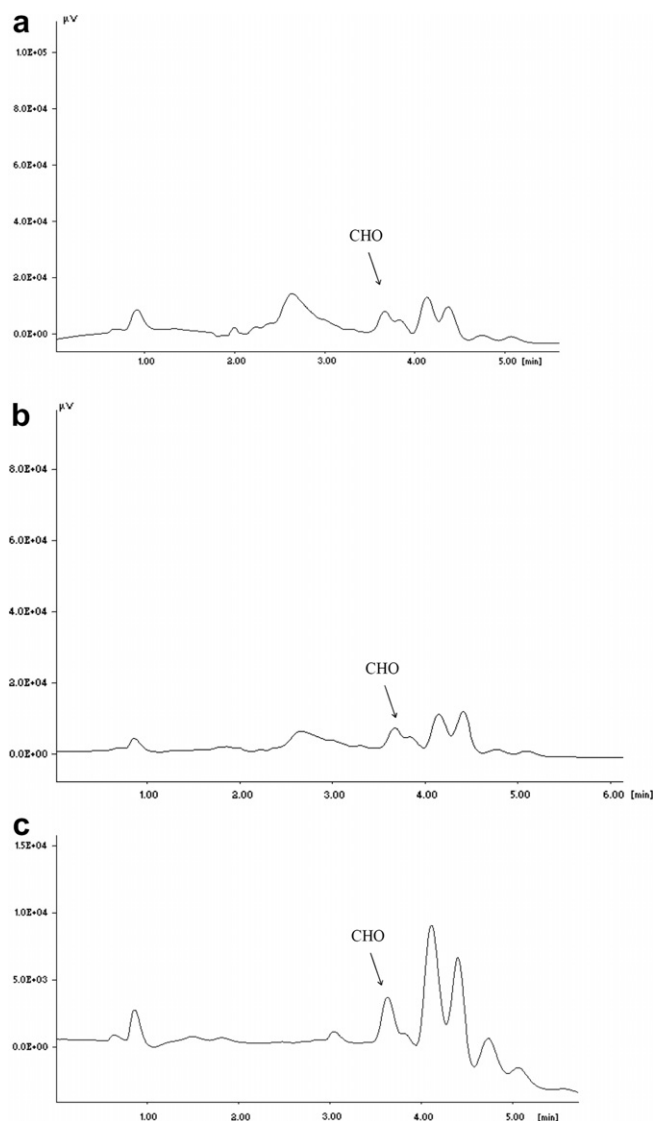 a
μV
1.0E+05
8.0E+04
6.0E+04
4.0E+04
CHO
2.0E+04
0.0E+00
1.00 2.00 3.00 4.00 5.00 [min]
b
μV
8.0E+04
6.0E+04
4.0E+04
2.0E+04
CHO
0.0E+00
1.00 2.00 3.00 4.00 5.00 6.00 [min]
c
1.5E+04
1.0E+04
CHO
5.0E+03
0.0E+00
1.00 2.00 3.00 4.00 5.00